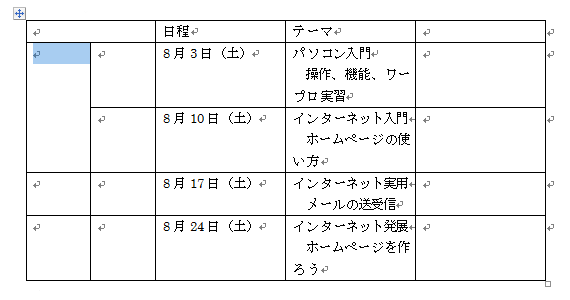 日程 テーマ
8月3日（土） パソコン入門
操作、機能、ワー
プロ実習
8月10日（土） インターネット入門
ホームページの使
い方
8月17日（土） インターネット実用
メールの送受信
8月24日（土） インターネット発展
ホームページを作
ろう